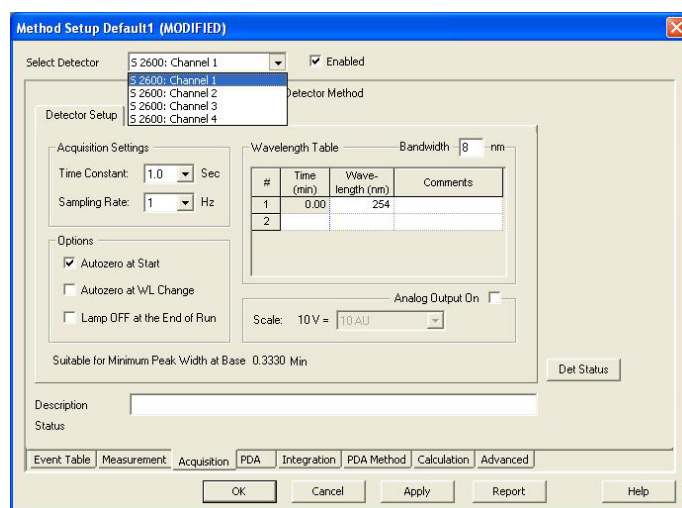 Method Setup Default1 (MODIFIED)
Select Detector S 2600: Channel 1 Enabled
S 2600: Channel 1
S 2600: Channel 2
S 2600: Channel 3
S 2600: Channel 4
Detector Method
Detector Setup
Acquisition Settings
Time Constant: 1.0 Sec
Sampling Rate: 1 Hz
Wavelength Table Bandwidth 8 nm
# Time (min) Wave-length (nm) Comments
1 0.00 254
2
Options
Autozero at Start
Autozero at WL Change
Lamp OFF at the End of Run
Analog Output On
Scale: 10 V = 10 AU
Suitable for Minimum Peak Width at Base 0.3330 Min
Det Status
Description
Status
Event Table Measurement Acquisition PDA Integration PDA Method Calculation Advanced
OK Cancel Apply Report Help